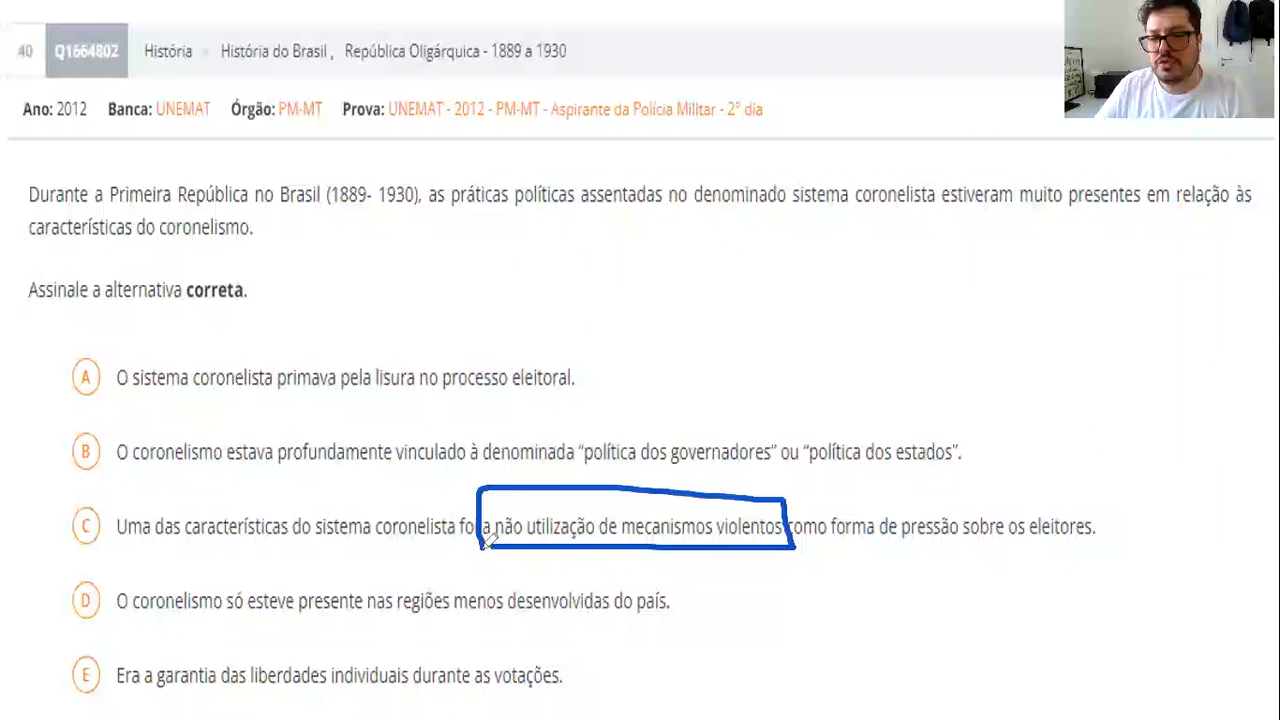 40 Q1664802 História História do Brasil , República Oligárquica - 1889 a 1930
Ano: 2012 Banca: UNEMAT Órgão: PM-MT Prova: UNEMAT - 2012 - PM-MT - Aspirante da Polícia Militar - 2° dia
Durante a Primeira República no Brasil (1889- 1930), as práticas políticas assentadas no denominado sistema coronelista estiveram muito presentes em relação às
características do coronelismo.
Assinale a alternativa correta.
A O sistema coronelista primava pela lisura no processo eleitoral.
B O coronelismo estava profundamente vinculado à denominada “política dos governadores” ou “política dos estados”.
C Uma das características do sistema coronelista foi a não utilização de mecanismos violentos como forma de pressão sobre os eleitores.
D O coronelismo só esteve presente nas regiões menos desenvolvidas do país.
E Era a garantia das liberdades individuais durante as votações.